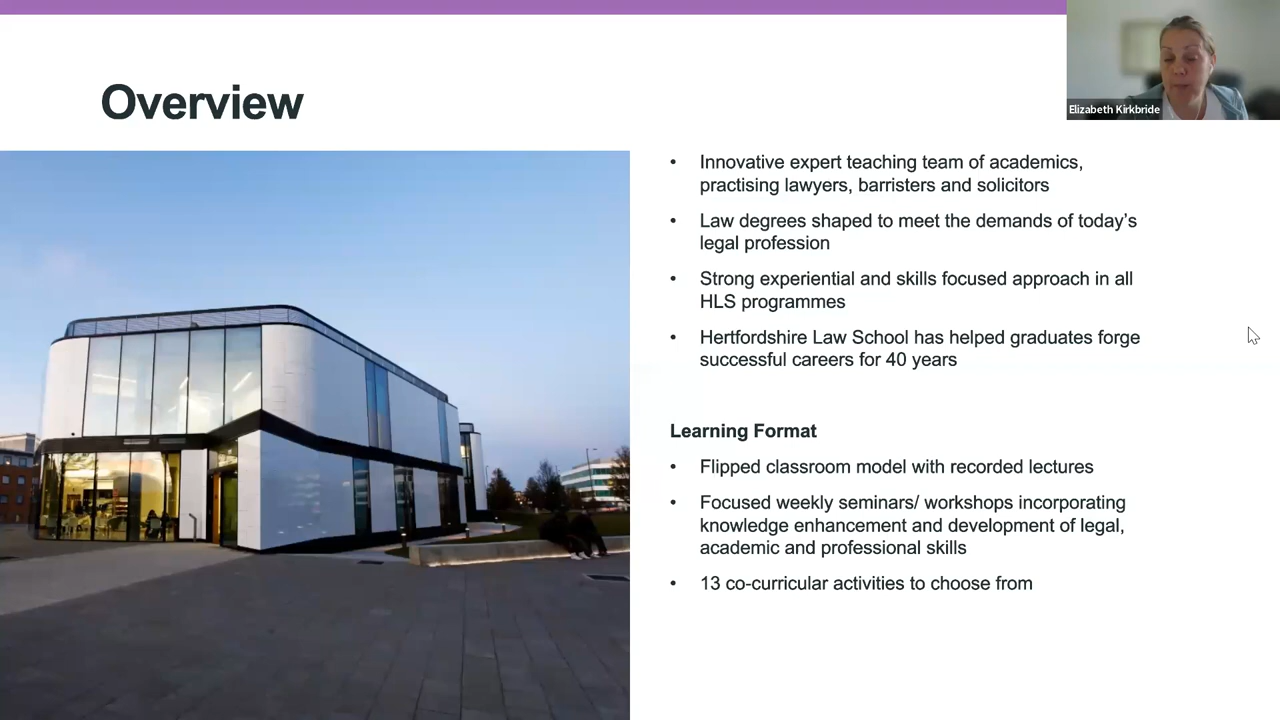 Overview
Elizabeth Kirkbride
• Innovative expert teaching team of academics,
practising lawyers, barristers and solicitors
• Law degrees shaped to meet the demands of today’s
legal profession
• Strong experiential and skills focused approach in all
HLS programmes
• Hertfordshire Law School has helped graduates forge
successful careers for 40 years
Learning Format
• Flipped classroom model with recorded lectures
• Focused weekly seminars/ workshops incorporating
knowledge enhancement and development of legal,
academic and professional skills
• 13 co-curricular activities to choose from